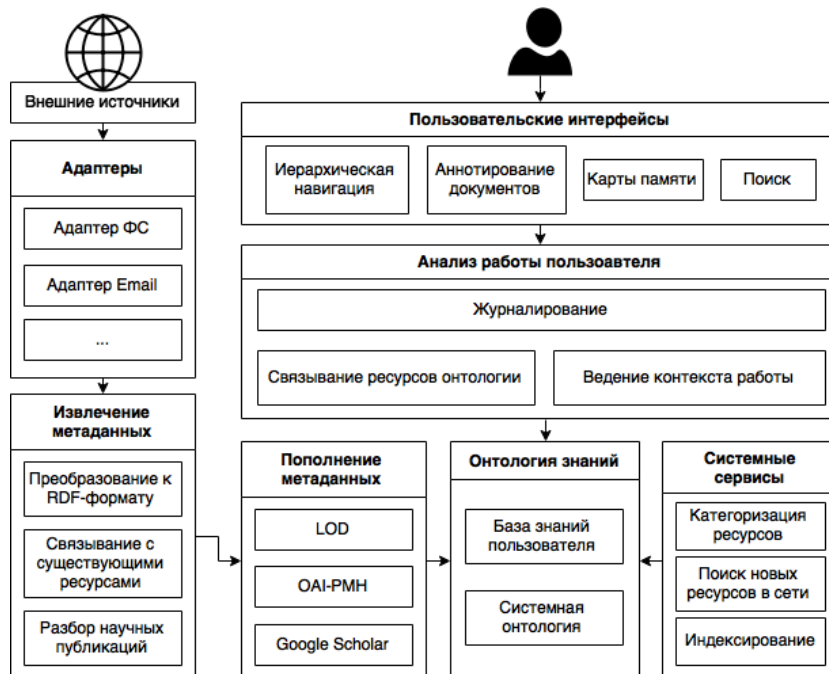 Внешние источники
Адаптеры
Адаптер ФС
Адаптер Email
...
Извлечение
метаданных
Преобразование к
RDF-формату
Связывание с
существующими
ресурсами
Разбор научных
публикаций
Пользовательские интерфейсы
Иерархическая
навигация
Аннотирование
документов
Карты памяти
Поиск
Анализ работы пользоавтеля
Журналирование
Связывание ресурсов онтологии
Ведение контекста работы
Пополнение
метаданных
LOD
OAI-PMH
Google Scholar
Онтология знаний
База знаний
пользователя
Системная
онтология
Системные
сервисы
Категоризация
ресурсов
Поиск новых
ресурсов в сети
Индексирование